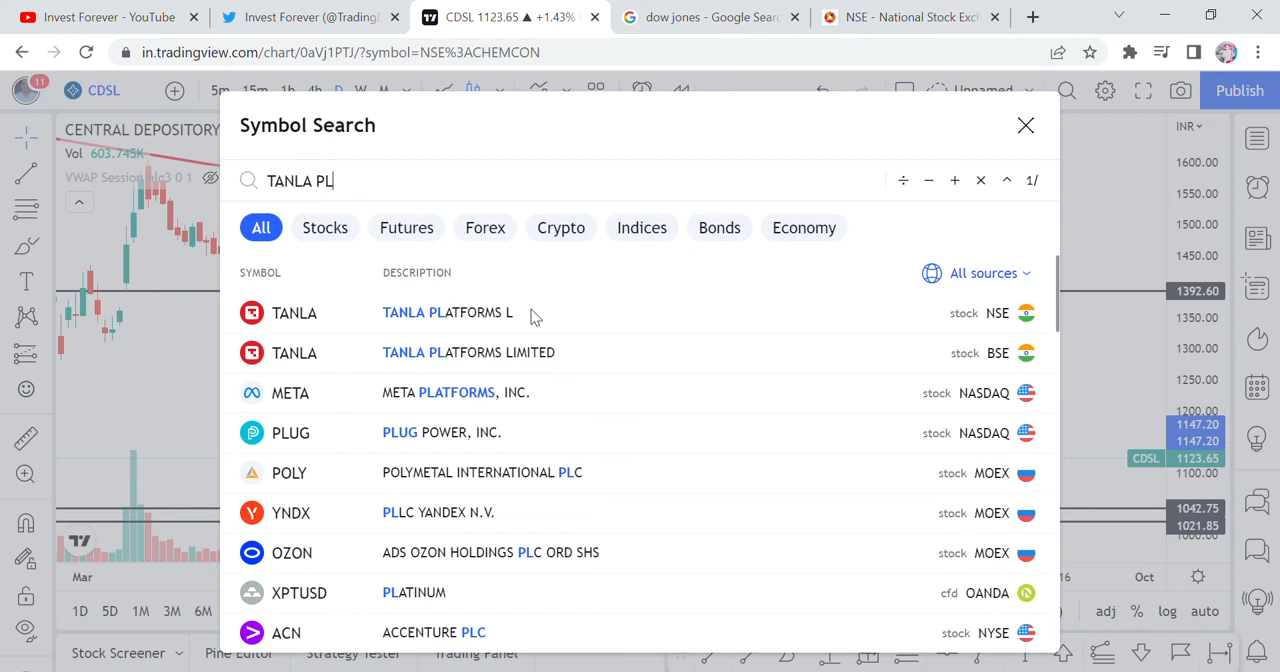 Invest Forever - YouTube
Invest Forever (@TradingD
CDSL 1123.65 ▲ +1.43%
dow jones - Google Searc
NSE - National Stock Exch
in.tradingview.com/chart/0aVj1PTJ/?symbol=NSE%3ACHEMCON
11
CDSL
5m 15m 1h 4h D W M
Unnamed
Publish
CENTRAL DEPOSITORY
Vol 603.745K
VWAP Session hlc3 0 1
Symbol Search
TANLA PL
÷ − + × ^ 1/
All Stocks Futures Forex Crypto Indices Bonds Economy
SYMBOL DESCRIPTION All sources
TANLA TANLA PLATFORMS L stock NSE
TANLA TANLA PLATFORMS LIMITED stock BSE
META META PLATFORMS, INC. stock NASDAQ
PLUG PLUG POWER, INC. stock NASDAQ
POLY POLYMETAL INTERNATIONAL PLC stock MOEX
YNDX PLLC YANDEX N.V. stock MOEX
OZON ADS OZON HOLDINGS PLC ORD SHS stock MOEX
XPTUSD PLATINUM cfd OANDA
ACN ACCENTURE PLC stock NYSE
INR
1600.00
1550.00
1500.00
1450.00
1392.60
1350.00
1300.00
1250.00
1200.00
1147.20
1147.20
CDSL 1123.65
1100.00
1042.75
1021.85
1000.00
Mar
16
Oct
1D 5D 1M 3M 6M
adj % log auto
Stock Screener
Pine Editor
Strategy Tester
Trading Panel